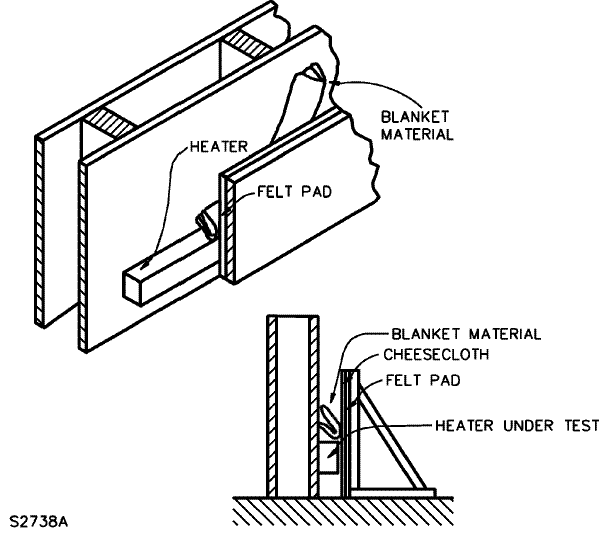 BLANKET
MATERIAL
HEATER
FELT PAD
BLANKET MATERIAL
CHEESECLOTH
FELT PAD
HEATER UNDER TEST
S2738A